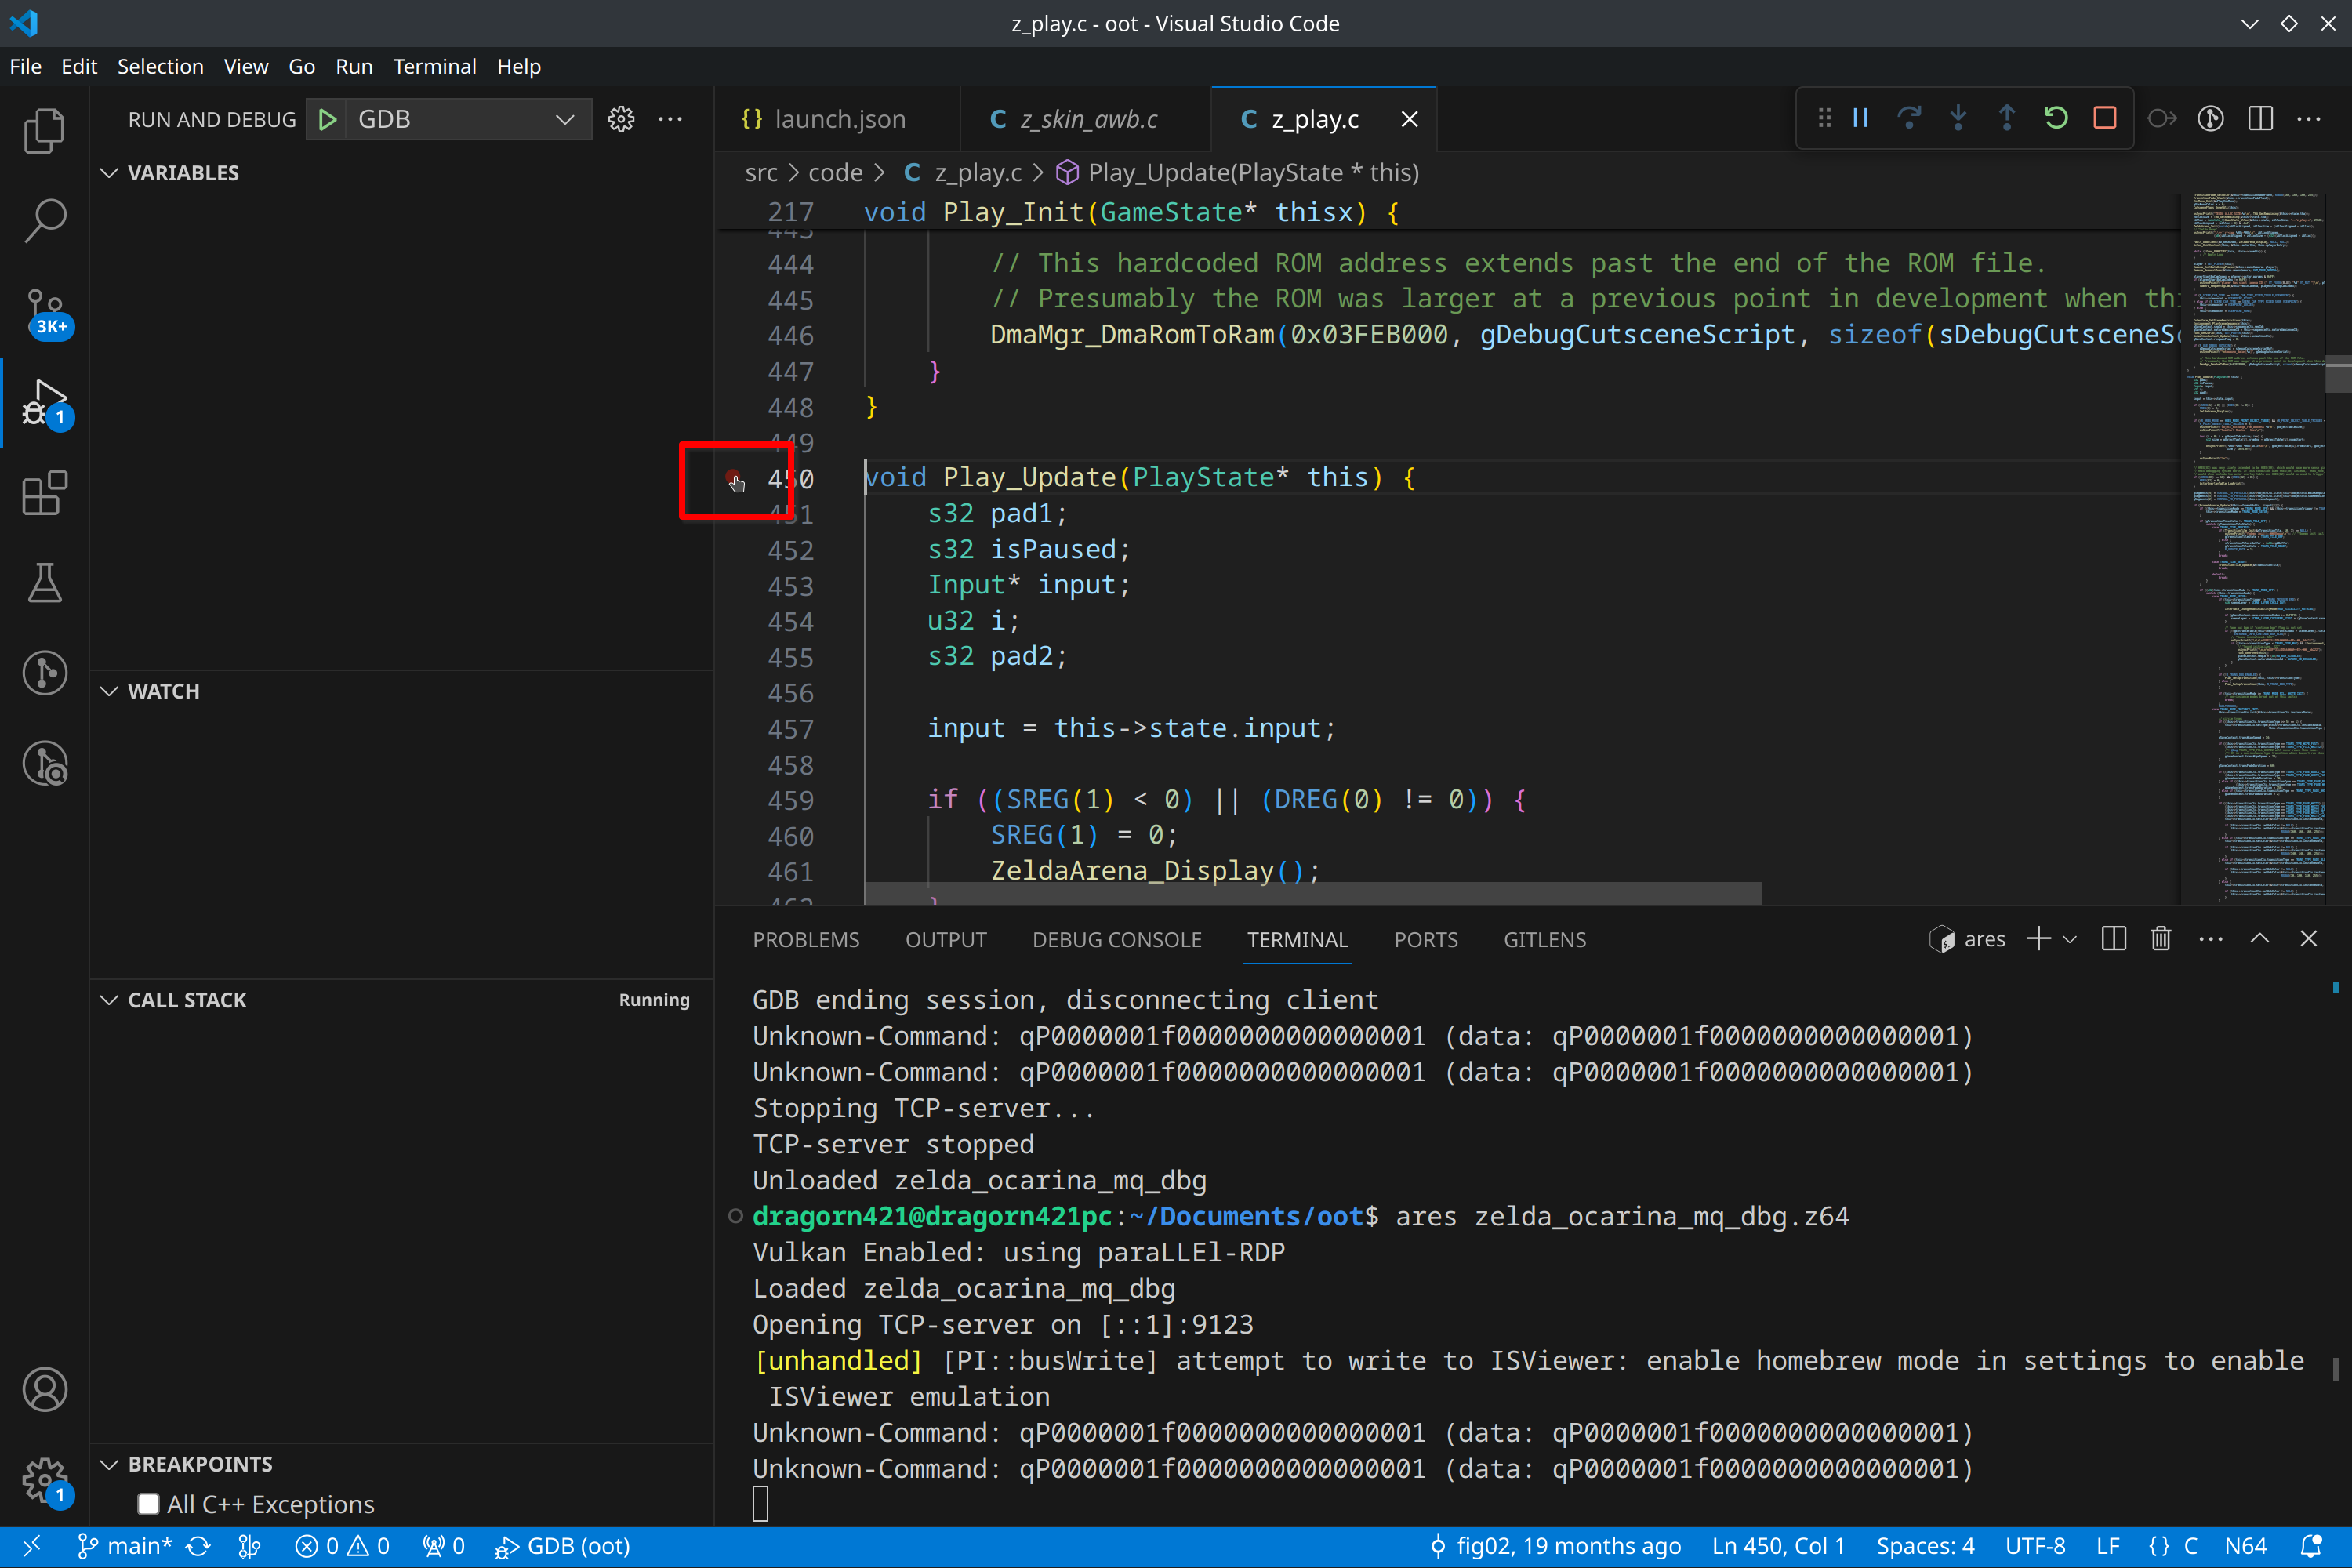 z_play.c - oot - Visual Studio Code
File Edit Selection View Go Run Terminal Help
RUN AND DEBUG GDB
launch.json z_skin_awb.c z_play.c
VARIABLES
src code z_play.c Play_Update(PlayState * this)
217 void Play_Init(GameState* thisx) {
443
444 // This hardcoded ROM address extends past the end of the ROM file.
445 // Presumably the ROM was larger at a previous point in development when
446 DmaMgr_DmaRomToRam(0x03FEB000, gDebugCutsceneScript, sizeof(sDebugCutsceneSc
447 }
448 }
449
450 void Play_Update(PlayState* this) {
451 s32 pad1;
452 s32 isPaused;
453 Input* input;
454 u32 i;
455 s32 pad2;
456
457 input = this->state.input;
458
459 if ((SREG(1) < 0) || (DREG(0) != 0)) {
460 SREG(1) = 0;
461 ZeldaArena_Display();
462 }
3K+
1
WATCH
CALL STACK Running
BREAKPOINTS
All C++ Exceptions
1
PROBLEMS OUTPUT DEBUG CONSOLE TERMINAL PORTS GITLENS ares
GDB ending session, disconnecting client
Unknown-Command: qP0000001f0000000000000001 (data: qP0000001f0000000000000001)
Unknown-Command: qP0000001f0000000000000001 (data: qP0000001f0000000000000001)
Stopping TCP-server...
TCP-server stopped
Unloaded zelda_ocarina_mq_dbg
dragorn421@dragorn421pc:~/Documents/oot$ ares zelda_ocarina_mq_dbg.z64
Vulkan Enabled: using paraLLEl-RDP
Loaded zelda_ocarina_mq_dbg
Opening TCP-server on [::1]:9123
[unhandled] [PI::busWrite] attempt to write to ISViewer: enable homebrew mode in settings to enable
ISViewer emulation
Unknown-Command: qP0000001f0000000000000001 (data: qP0000001f0000000000000001)
Unknown-Command: qP0000001f0000000000000001 (data: qP0000001f0000000000000001)
main* 0 0 0 GDB (oot) fig02, 19 months ago Ln 450, Col 1 Spaces: 4 UTF-8 LF {} C N64